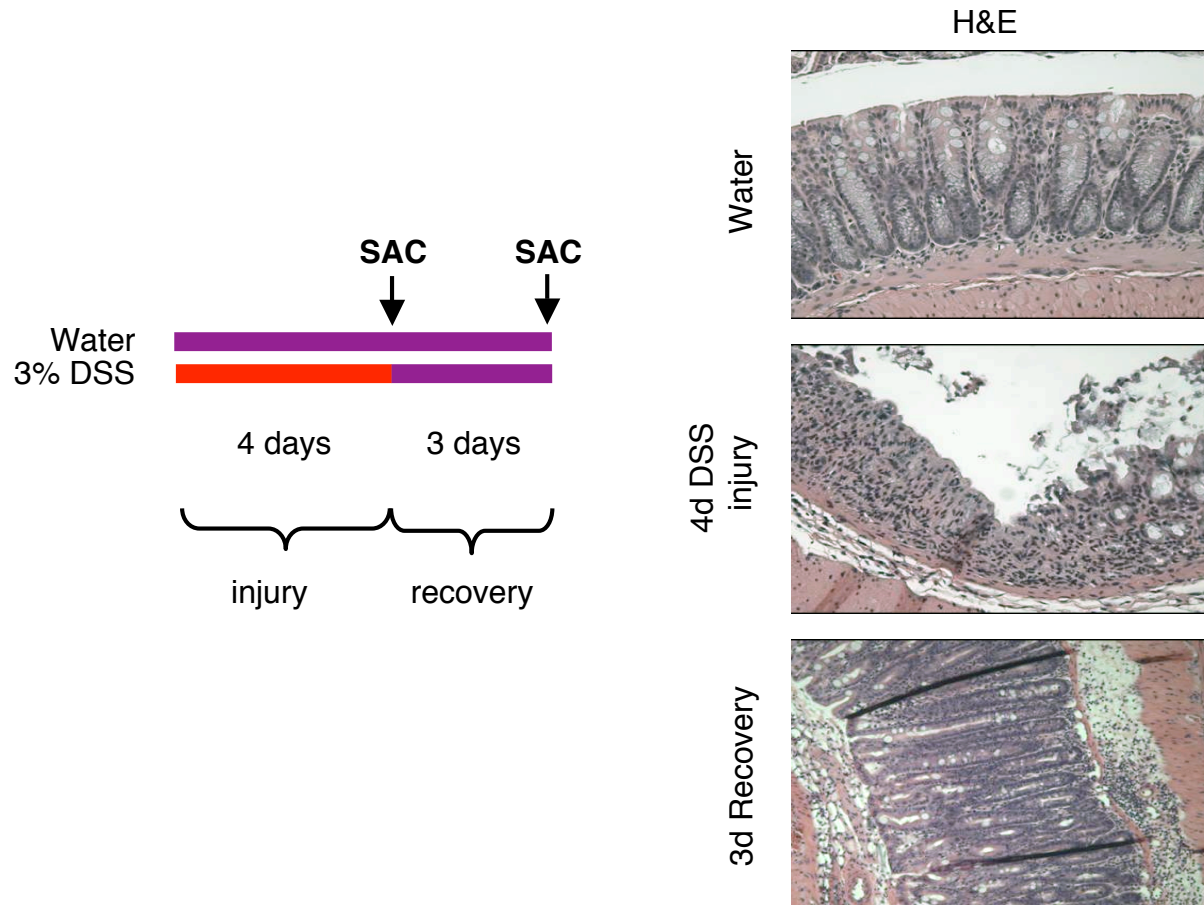 H&E
Water
4d DSS
injury
3d Recovery
SAC
SAC
Water
3% DSS
4 days
3 days
injury
recovery